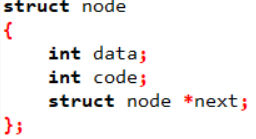 struct node
{
    int data;
    int code;
    struct node *next;
};